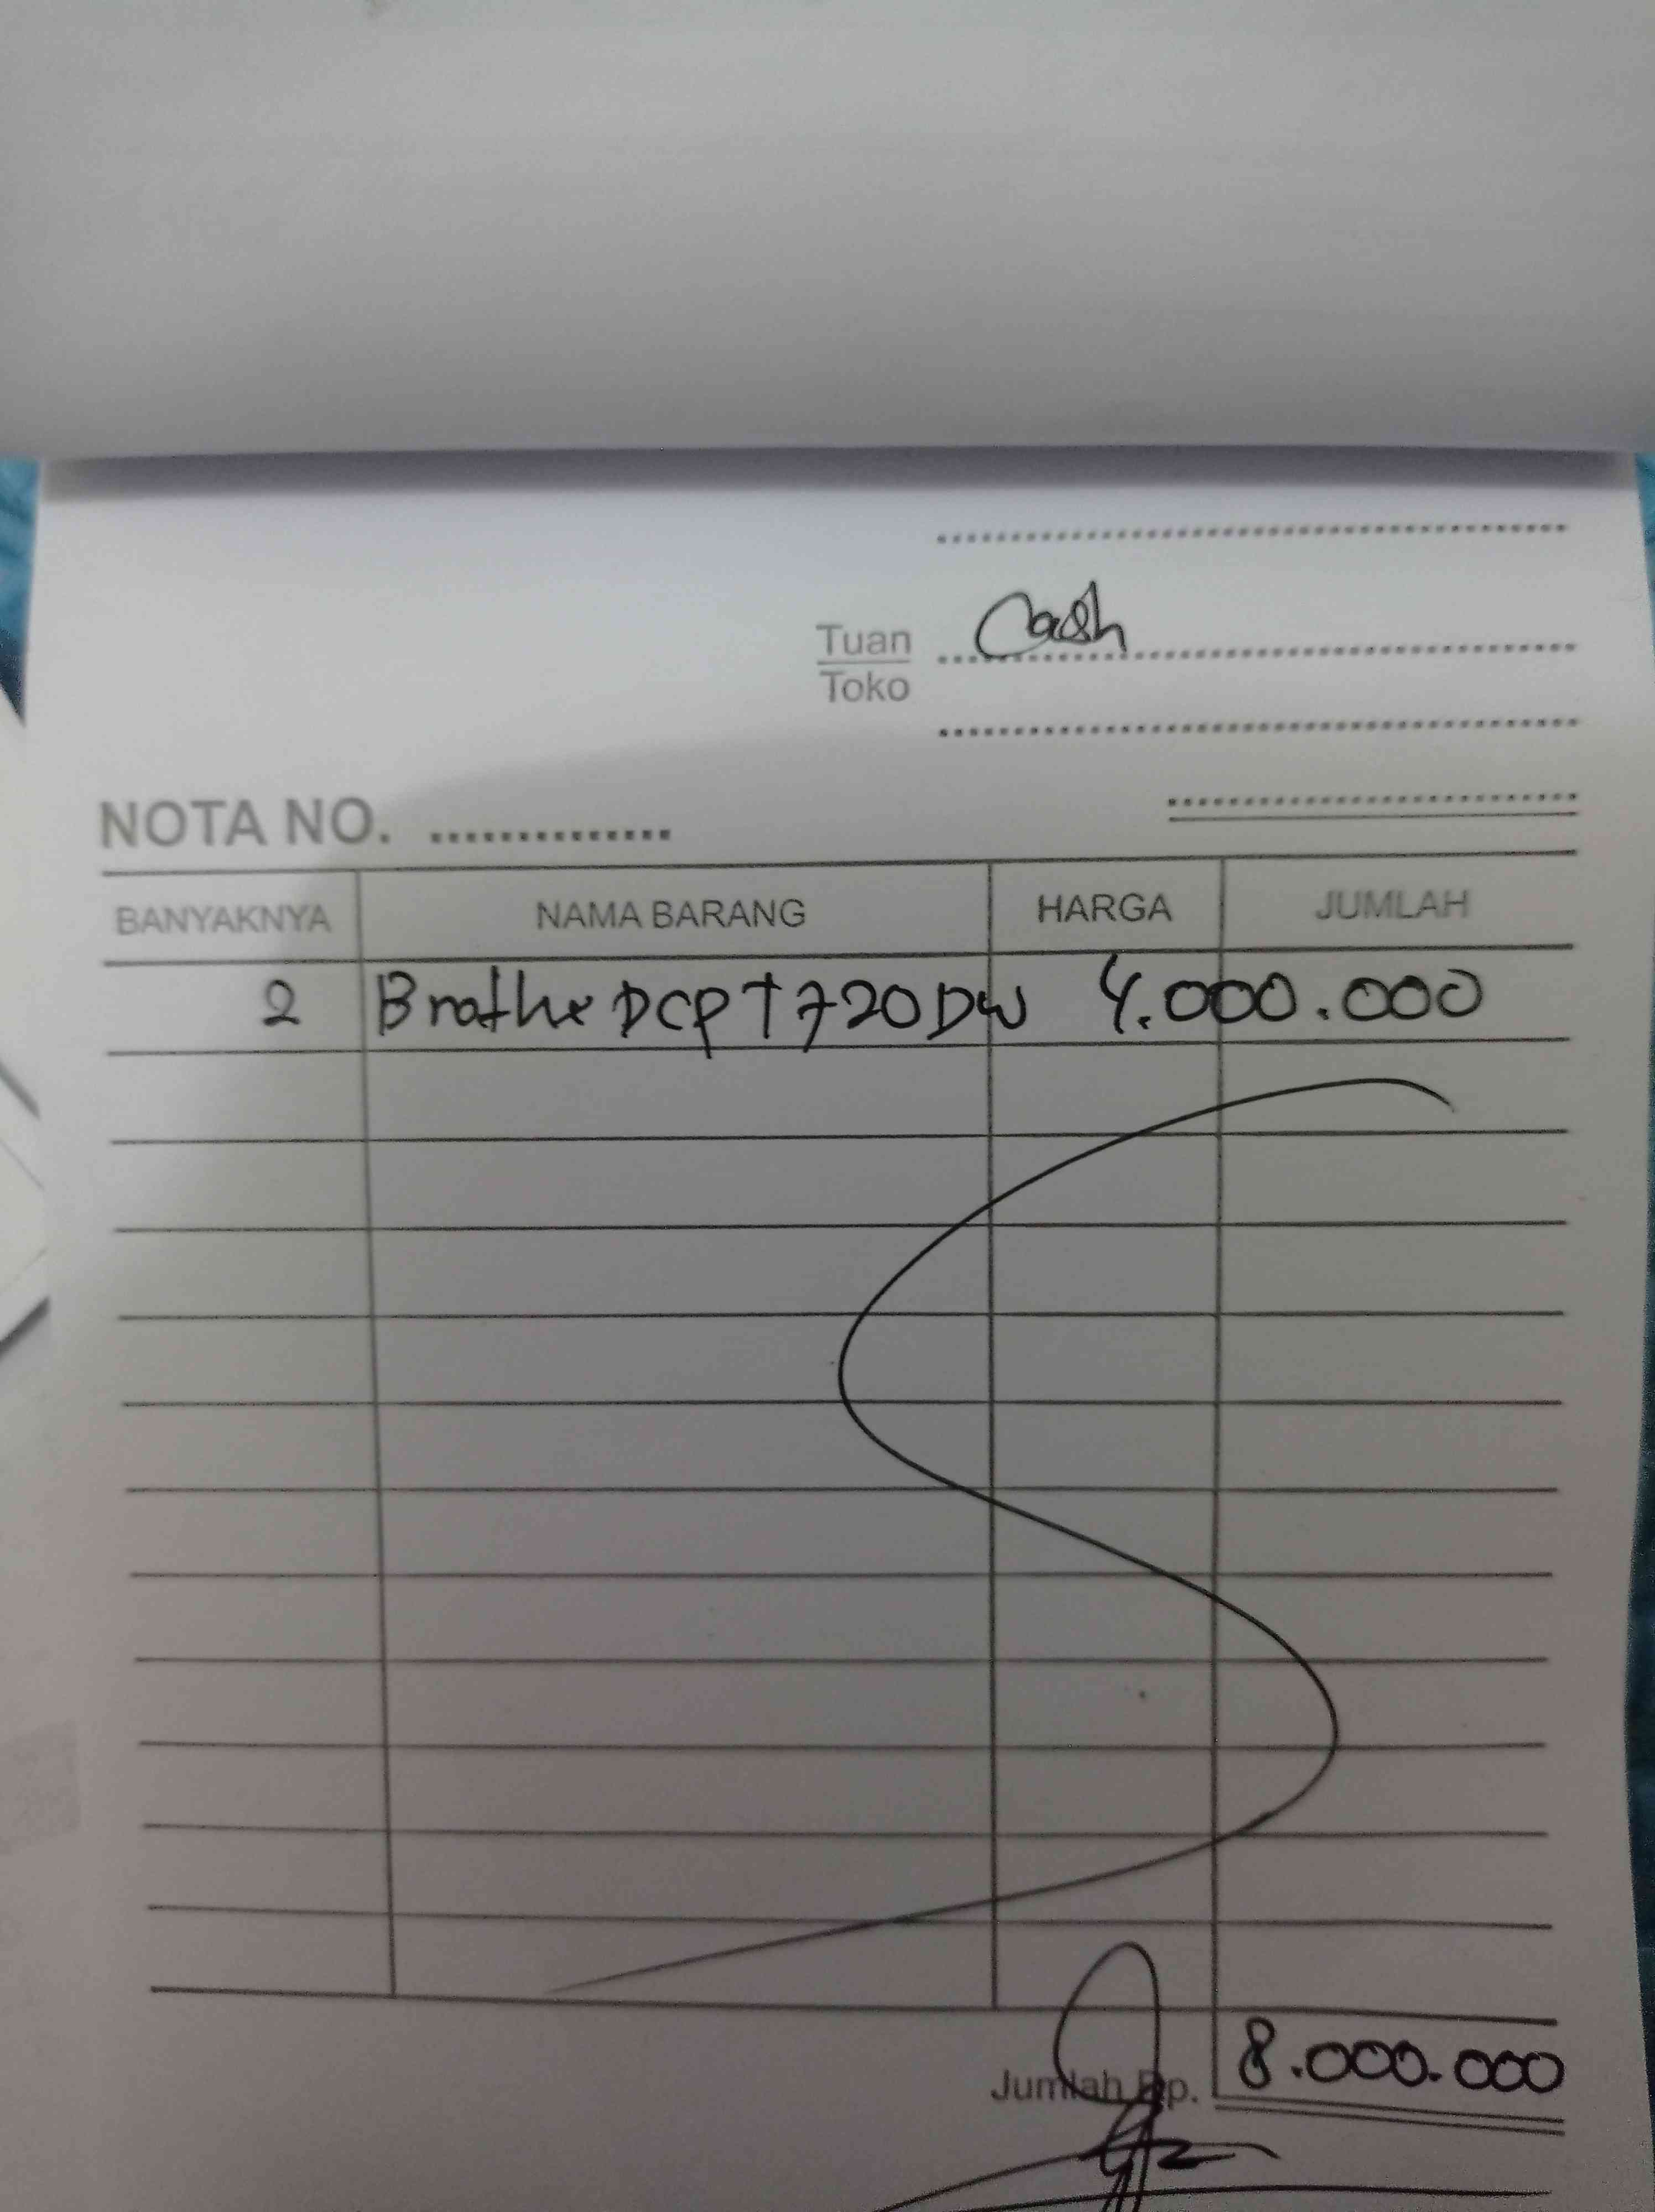 Tuan Cash
Toko
NOTA NO. ...............
BANYAKNYA NAMA BARANG HARGA JUMLAH
2 Brother DCP T720DW 4.000.000
Jumlah Rp. 8.000.000